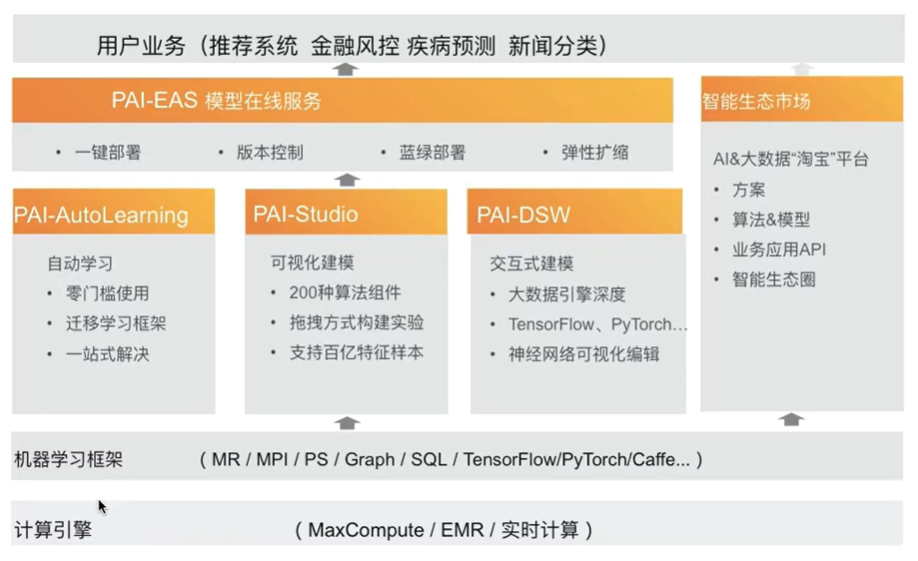 用户业务（推荐系统 金融风控 疾病预测 新闻分类）
PAI-EAS 模型在线服务
• 一键部署 • 版本控制 • 蓝绿部署 • 弹性扩缩
智能生态市场
AI&大数据“淘宝”平台
• 方案
• 算法&模型
• 业务应用API
• 智能生态圈
PAI-AutoLearning
自动学习
• 零门槛使用
• 迁移学习框架
• 一站式解决
PAI-Studio
可视化建模
• 200种算法组件
• 拖拽方式构建实验
• 支持百亿特征样本
PAI-DSW
交互式建模
• 大数据引擎深度
• TensorFlow、PyTorch...
• 神经网络可视化编辑
机器学习框架 （ MR / MPI / PS / Graph / SQL / TensorFlow/PyTorch/Caffe... ）
计算引擎 （ MaxCompute / EMR / 实时计算 ）